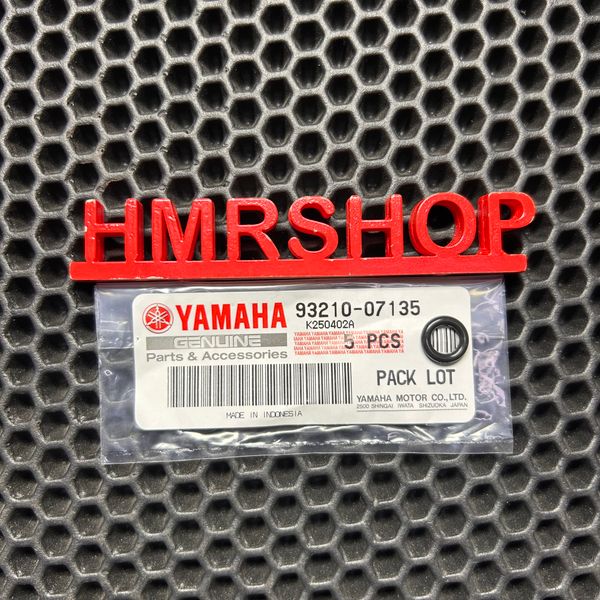 HMRSHOP
YAMAHA 93210-07135
K250402A
GENUINE
Parts & Accessories
5 PCS
PACK LOT
YAMAHA MOTOR CO.,LTD.
2500 SHINGAI, IWATA SHIZUOKA JAPAN
MADE IN INDONESIA